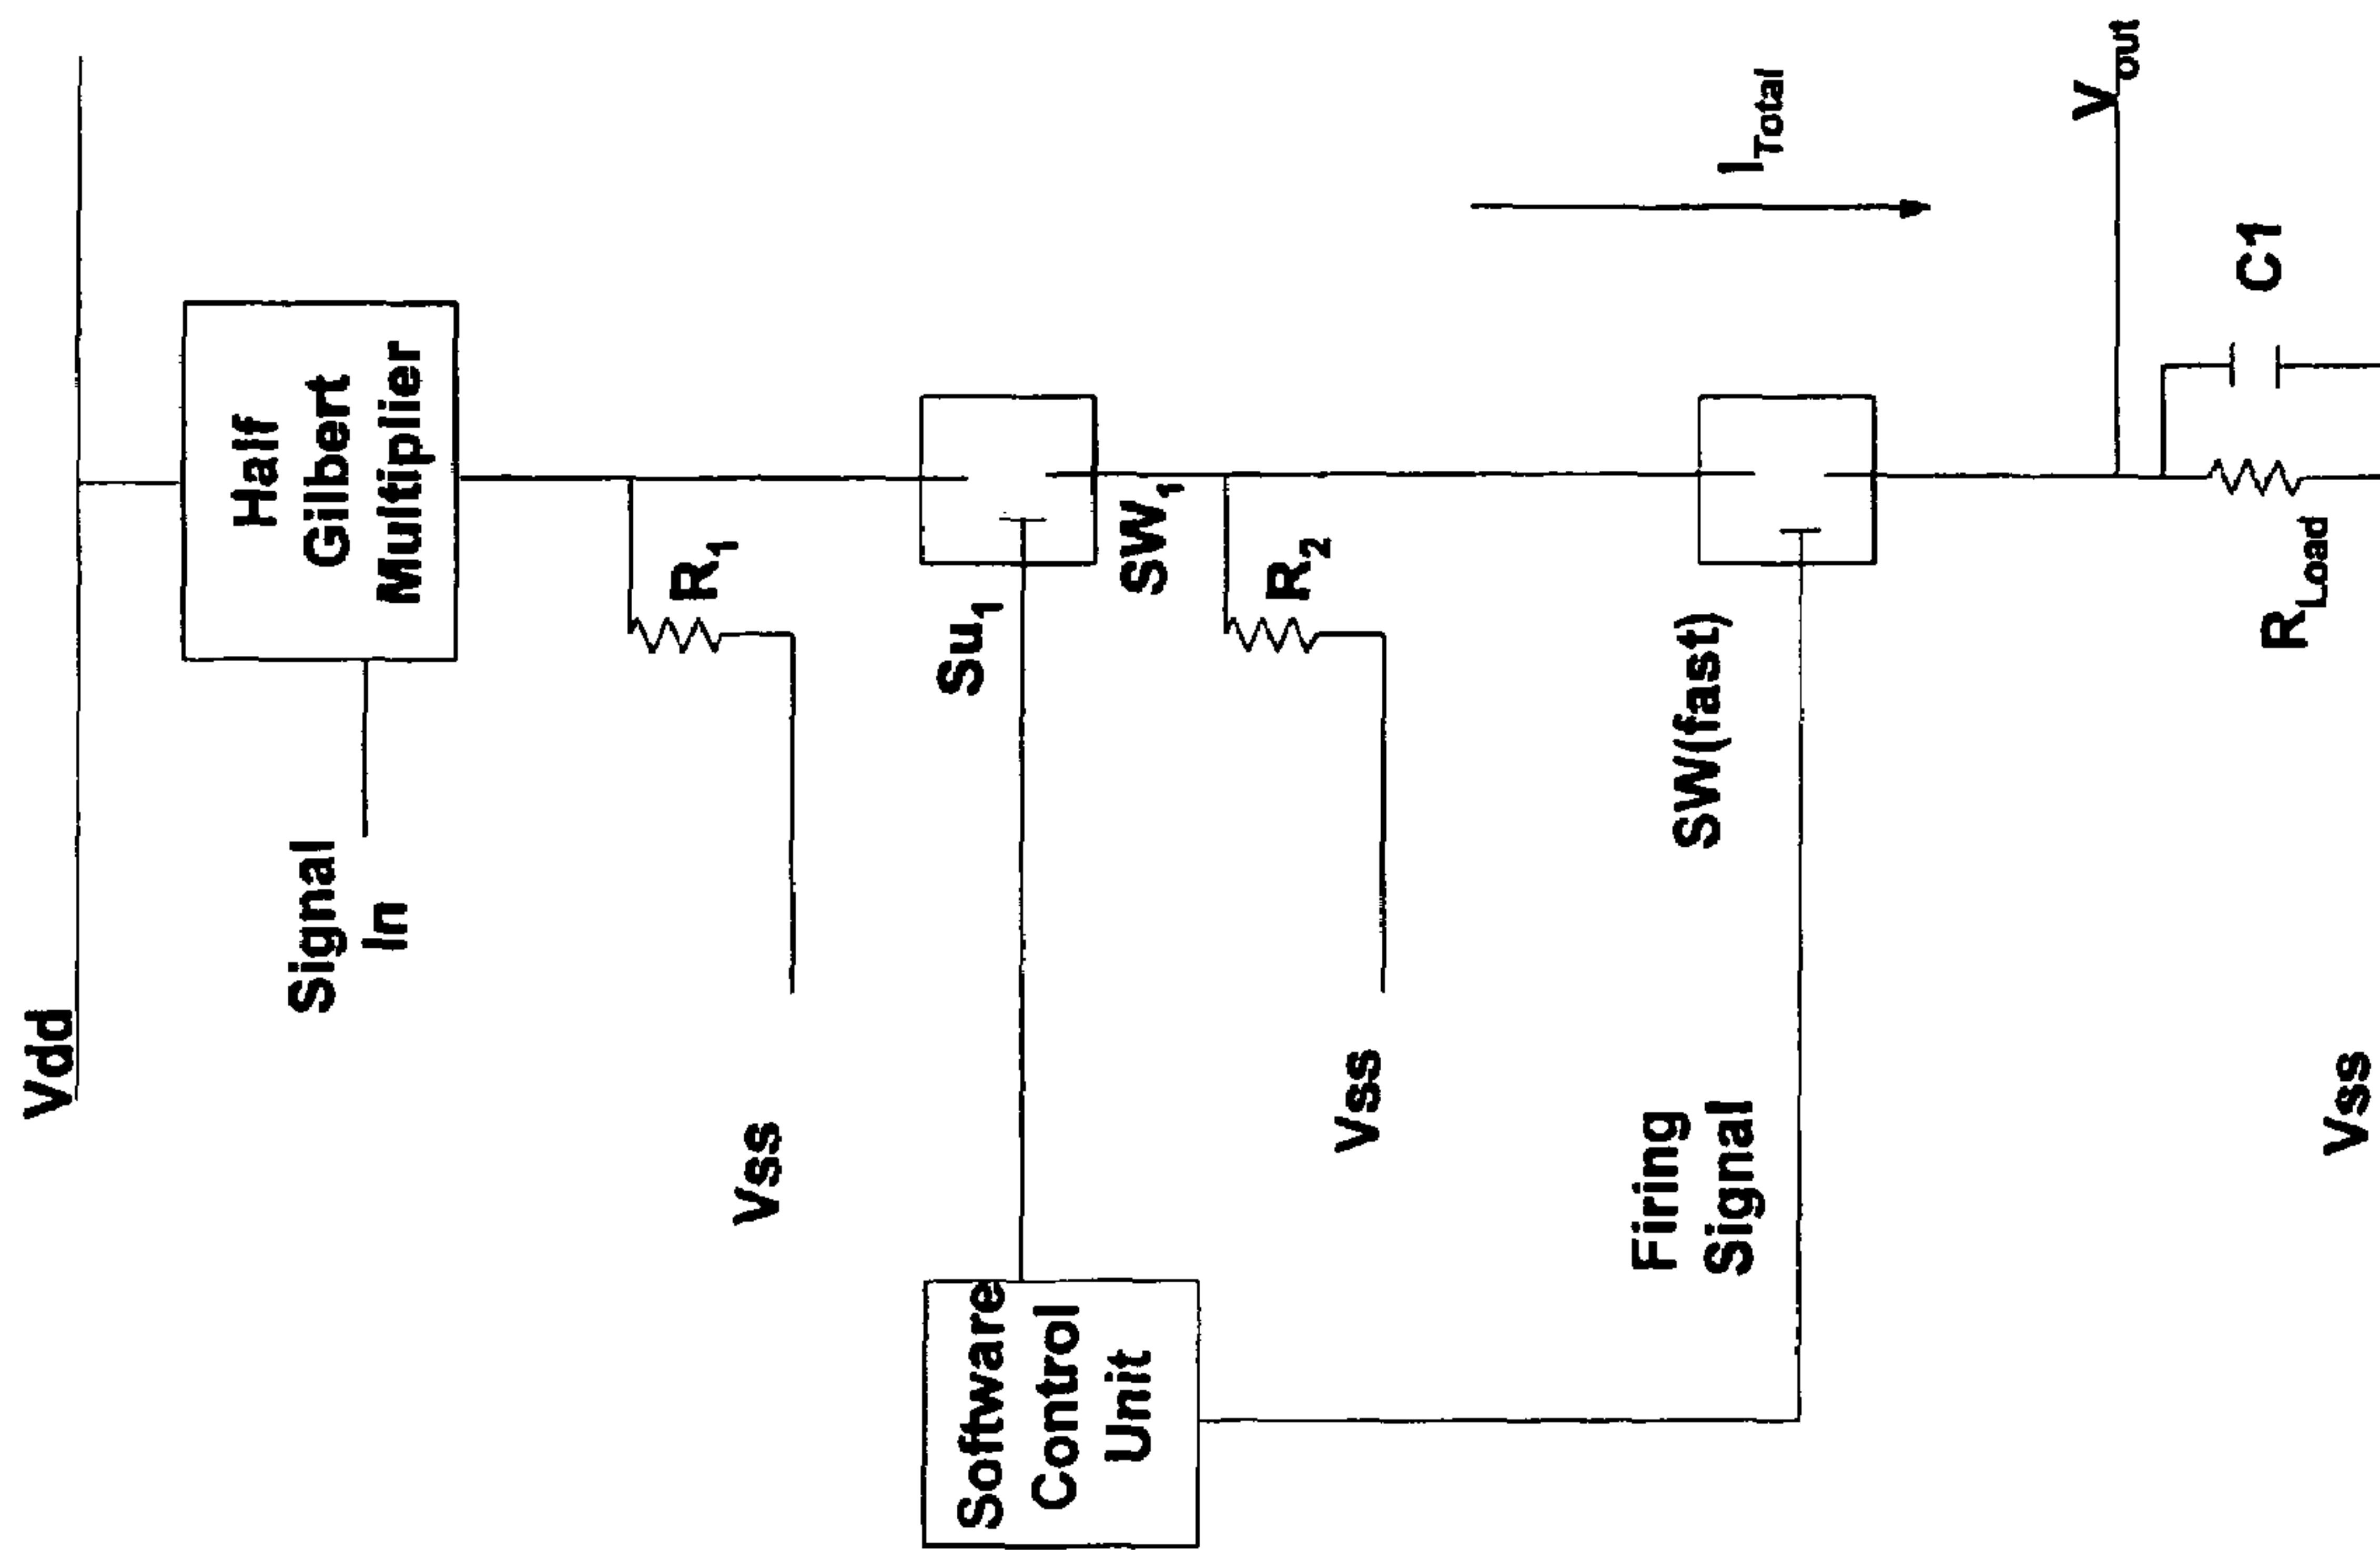 Vdd
Signal
In
Half
Gilbert
Multiplier
R1
Vss
Su1
SW1
R2
Vss
Software
Control
Unit
Firing
Signal
SW(fast)
ITotal
Vout
C1
RLoad
Vss